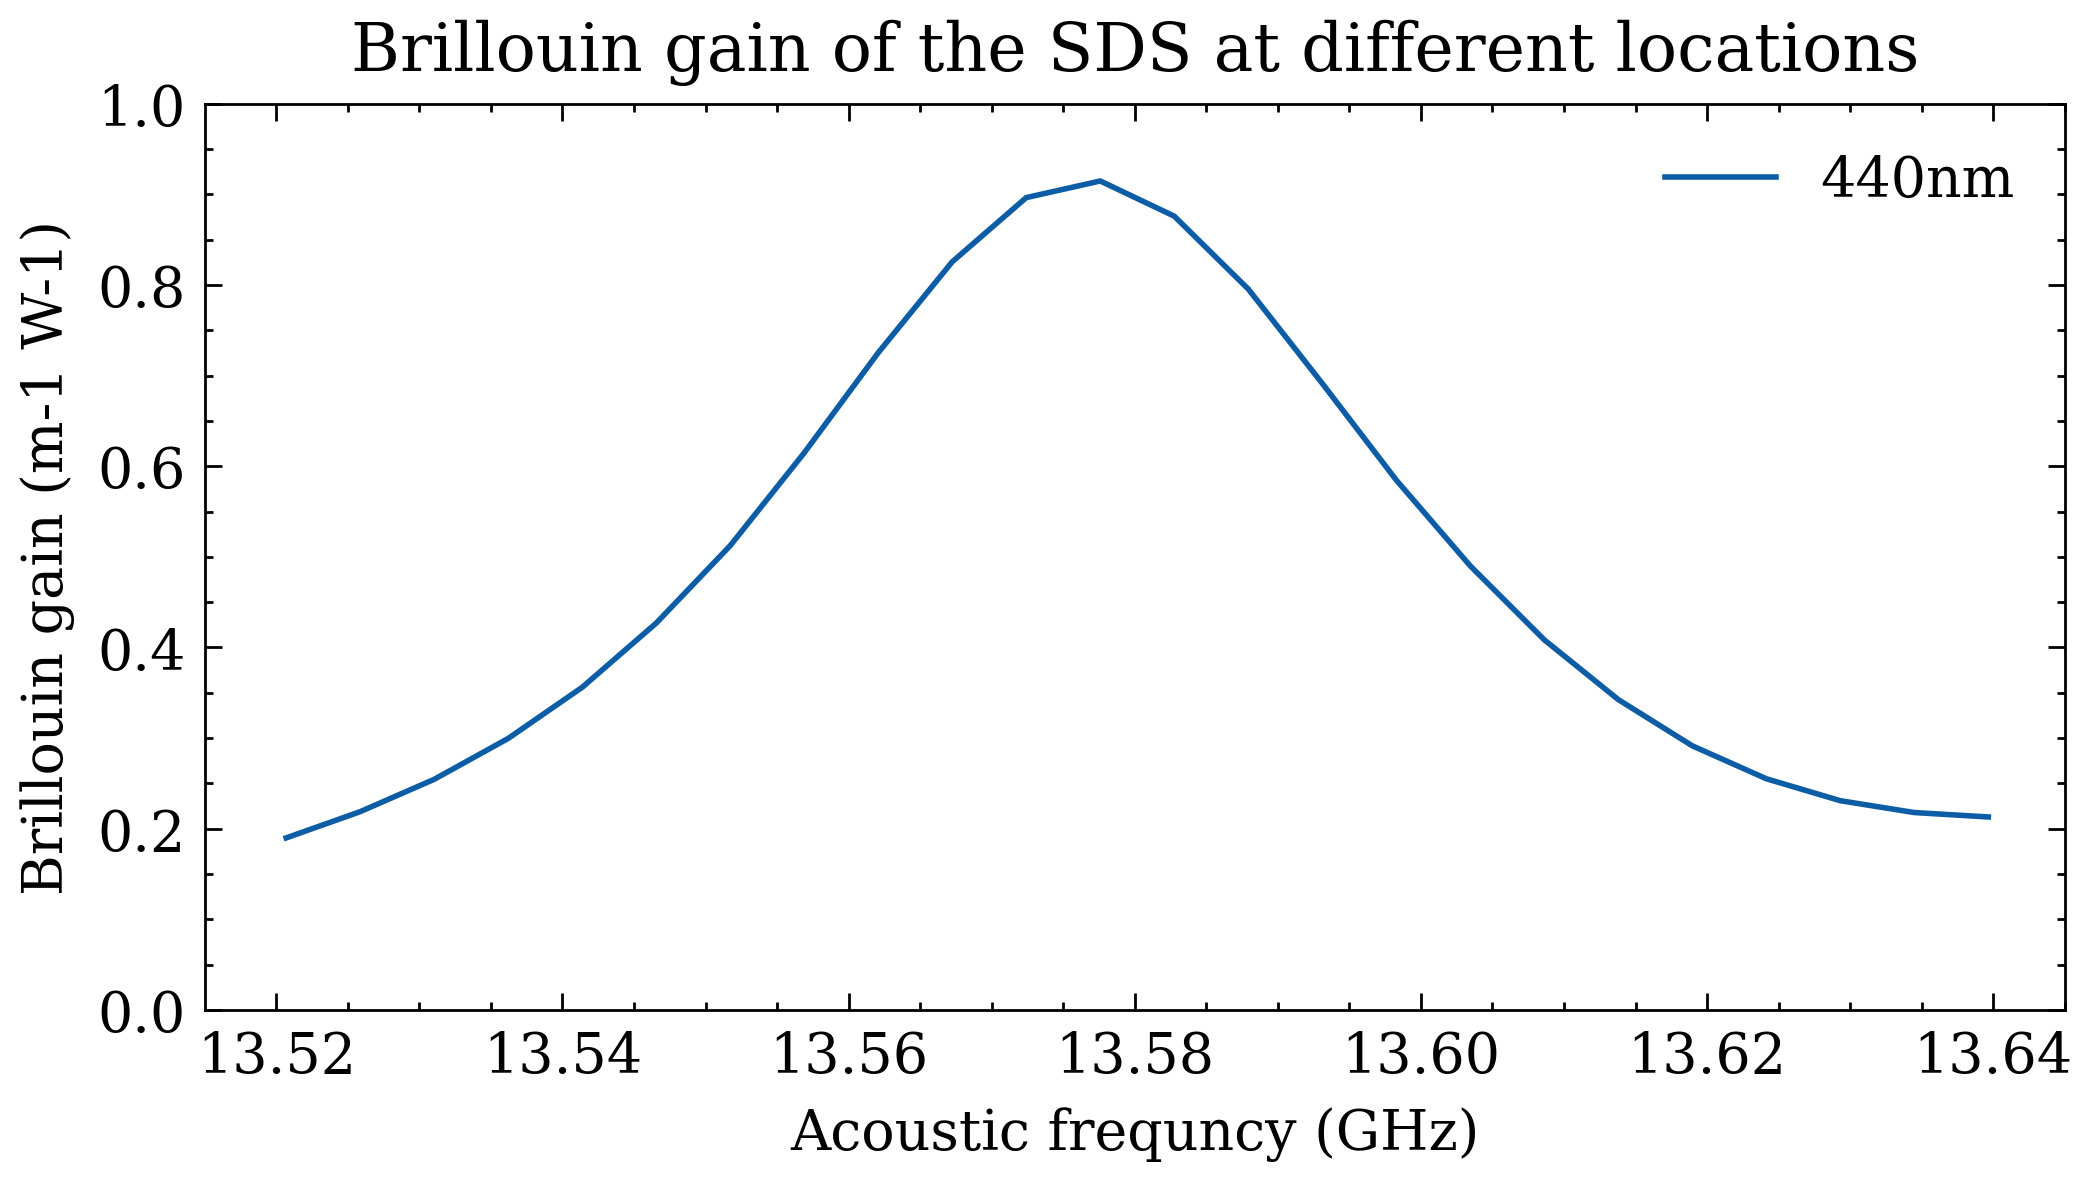 Brillouin gain of the SDS at different locations
Brillouin gain (m-1 W-1)
1.0
0.8
0.6
0.4
0.2
0.0
440nm
13.52 13.54 13.56 13.58 13.60 13.62 13.64
Acoustic frequncy (GHz)